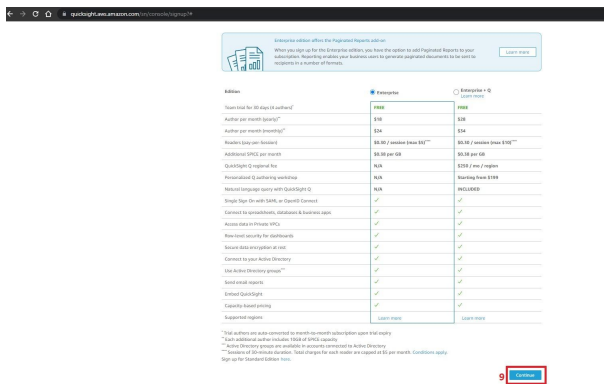 quicksight.aws.amazon.com/sn/console/signup?#
Enterprise edition offers the Paginated Reports add-on
When you sign up for the Enterprise edition, you have the option to add Paginated Reports to your
subscription. Reporting enables your business users to generate paginated documents to be sent to
recipients in a number of formats.
Learn more
Edition Enterprise Enterprise + Q
Learn more
Team trial for 30 days (4 authors)* FREE FREE
Author per month (yearly)** $18 $28
Author per month (monthly)** $24 $34
Readers (pay-per-Session) $0.30 / session (max $5)**** $0.30 / session (max $10)****
Additional SPICE per month $0.38 per GB $0.38 per GB
QuickSight Q regional fee N/A $250 / mo / region
Personalized Q authoring workshop N/A Starting from $199
Natural language query with QuickSight Q N/A INCLUDED
Single Sign On with SAML or OpenID Connect ✓ ✓
Connect to spreadsheets, databases & business apps ✓ ✓
Access data in Private VPCs ✓ ✓
Row-level security for dashboards ✓ ✓
Secure data encryption at rest ✓ ✓
Connect to your Active Directory ✓ ✓
Use Active Directory groups*** ✓ ✓
Send email reports ✓ ✓
Embed QuickSight ✓ ✓
Capacity-based pricing ✓ ✓
Supported regions Learn more Learn more
*Trial authors are auto-converted to month-to-month subscription upon trial expiry
**Each additional author includes 10GB of SPICE capacity
***Active Directory groups are available in accounts connected to Active Directory
****Sessions of 30-minute duration. Total charges for each reader are capped at $5 per month. Conditions apply.
Sign up for Standard Edition here.
9 Continue